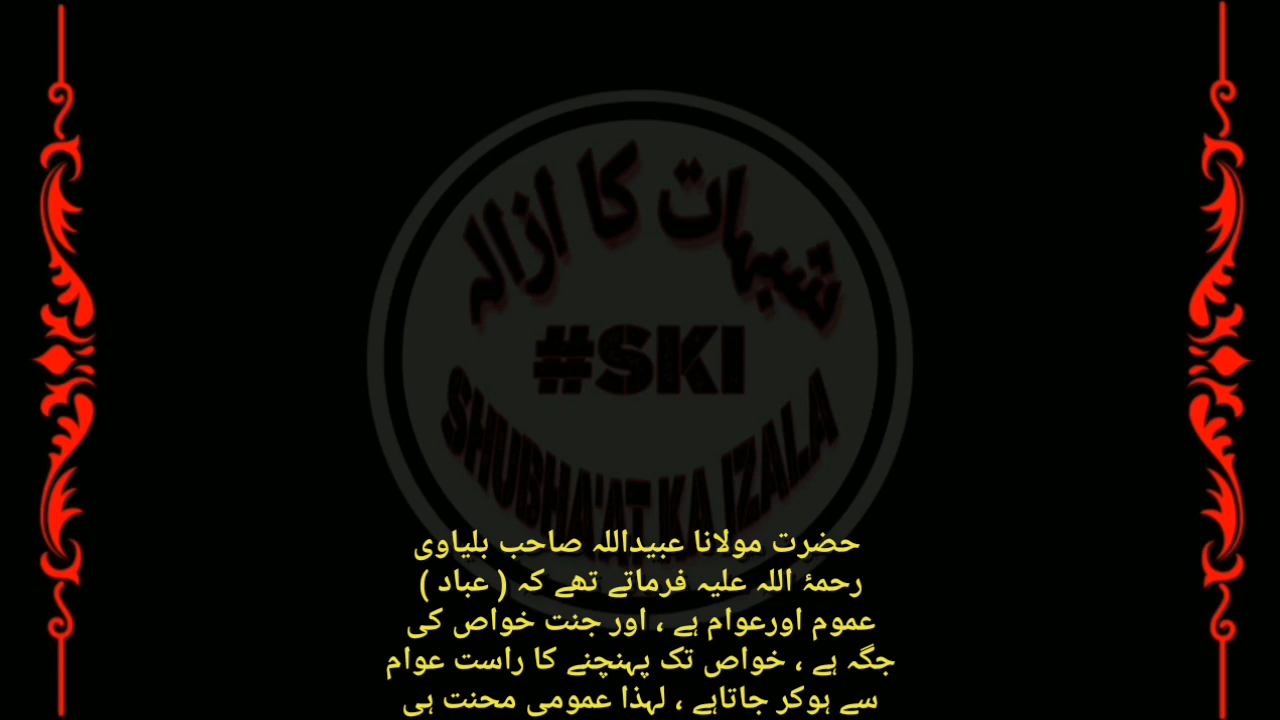 شبہات کا ازالہ
#SKI
SHUBHA'AT KA IZALA
حضرت مولانا عبیداللہ صاحب بلیاوی
رحمۂ اللہ علیہ فرماتے تھے کہ ( عباد )
عموم اورعوام ہے ، اور جنت خواص کی
جگہ ہے ، خواص تک پہنچنے کا راست عوام
سے ہوکر جاتاہے ، لہذا عمومی محنت ہی